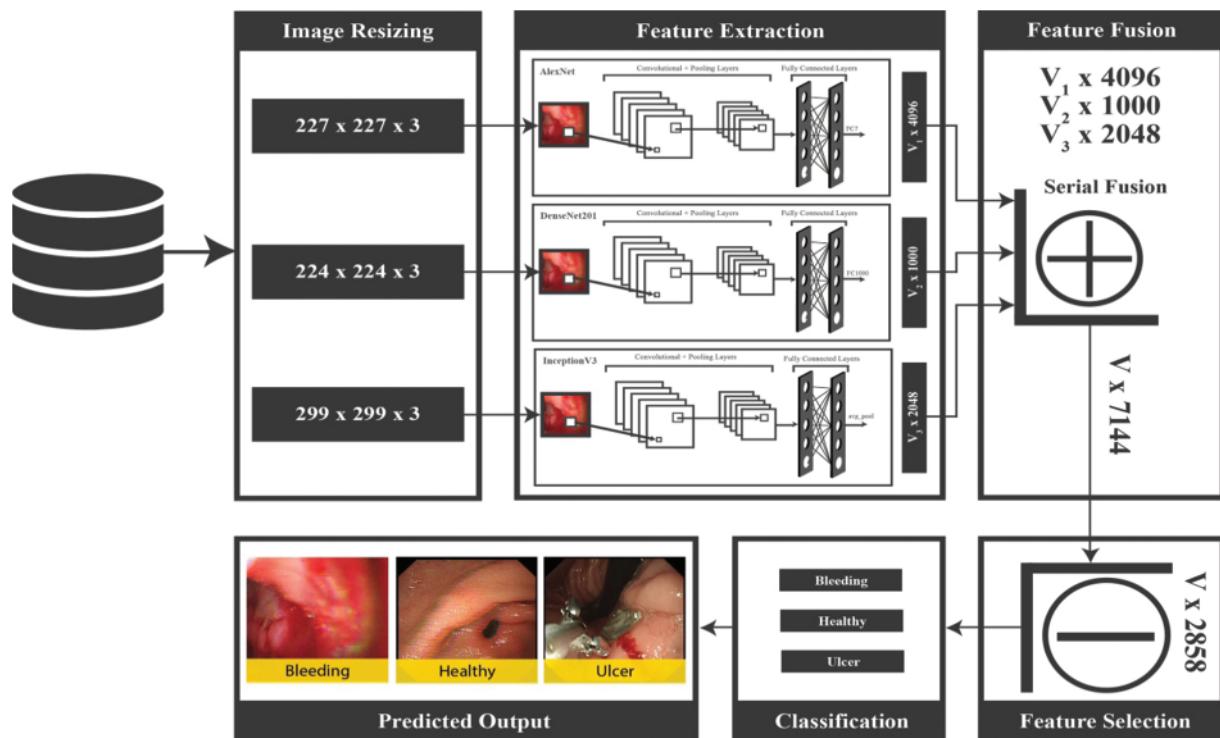 Image Resizing
227 x 227 x 3
224 x 224 x 3
299 x 299 x 3
Feature Extraction
AlexNet
Convolutional + Pooling Layers
Fully Connected Layers
FC7
V1 x 4096
DenseNet201
Convolutional + Pooling Layers
Fully Connected Layers
FC1000
V2 x 1000
InceptionV3
Convolutional + Pooling Layers
Fully Connected Layers
avg_pool
V3 x 2048
Feature Fusion
V1 x 4096
V2 x 1000
V3 x 2048
Serial Fusion
V x 7144
V x 2858
Feature Selection
Bleeding
Healthy
Ulcer
Classification
Bleeding
Healthy
Ulcer
Predicted Output